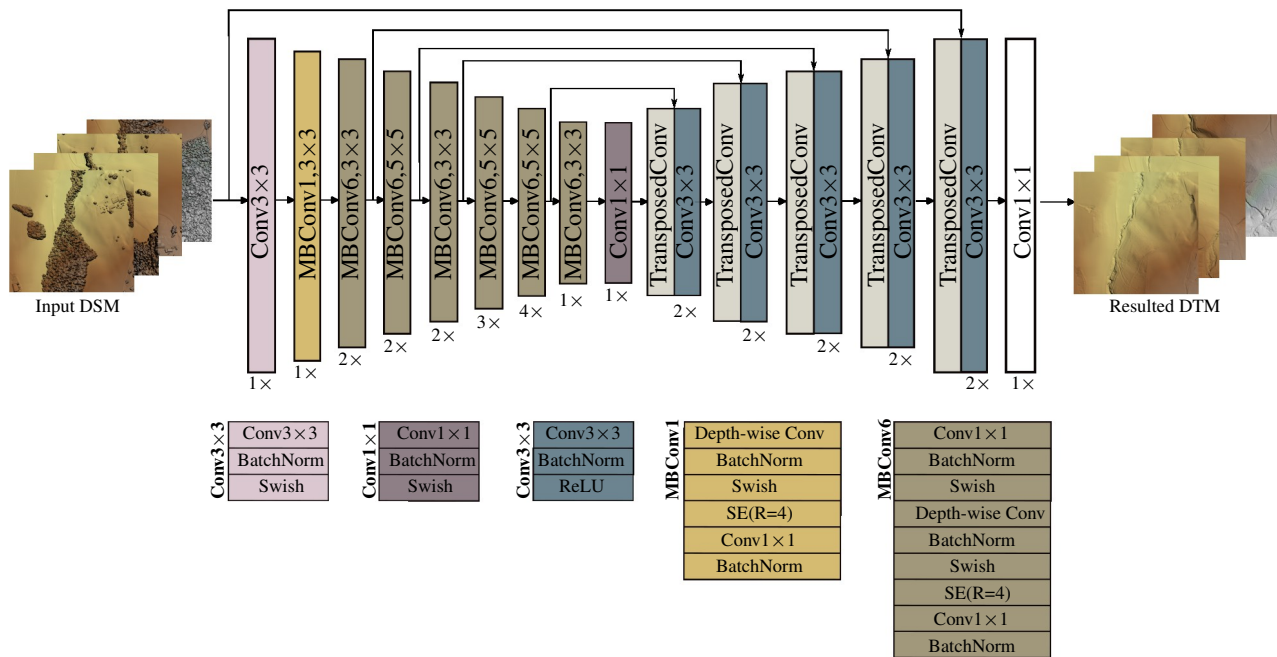 Input DSM
Conv3×3
1×
MBConv1,3×3
1×
MBConv6,3×3
2×
MBConv6,5×5
2×
MBConv6,3×3
2×
MBConv6,5×5
3×
MBConv6,5×5
4×
MBConv6,3×3
1×
Conv1×1
1×
TransposedConv
Conv3×3
2×
TransposedConv
Conv3×3
2×
TransposedConv
Conv3×3
2×
TransposedConv
Conv3×3
2×
TransposedConv
Conv3×3
2×
Conv1×1
1×
Resulted DTM
Conv3×3
Conv3×3
BatchNorm
Swish
Conv1×1
Conv1×1
BatchNorm
Swish
Conv3×3
Conv3×3
BatchNorm
ReLU
MBConv1
Depth-wise Conv
BatchNorm
Swish
SE(R=4)
Conv1×1
BatchNorm
MBConv6
Conv1×1
BatchNorm
Swish
Depth-wise Conv
BatchNorm
Swish
SE(R=4)
Conv1×1
BatchNorm